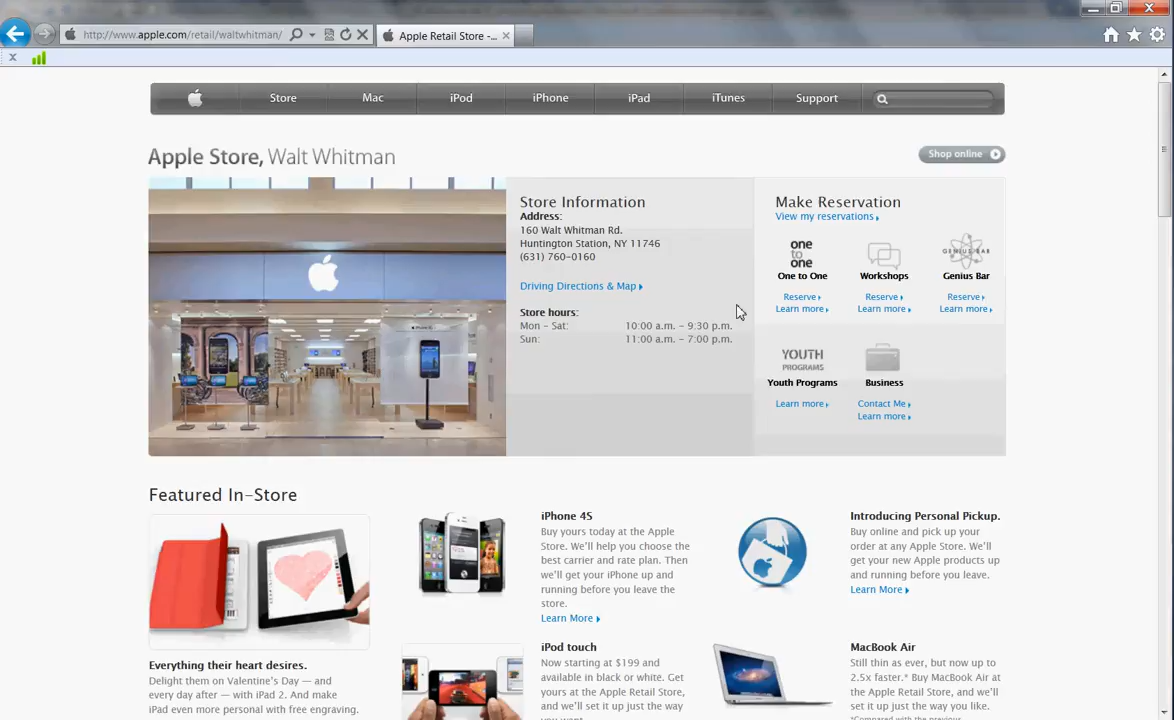 http://www.apple.com/retail/waltwhitman/
Apple Retail Store -...
Store
Mac
iPod
iPhone
iPad
iTunes
Support
Apple Store, Walt Whitman
Shop online
Store Information
Address:
160 Walt Whitman Rd.
Huntington Station, NY 11746
(631) 760-0160
Driving Directions & Map
Store hours:
Mon - Sat: 10:00 a.m. - 9:30 p.m.
Sun: 11:00 a.m. - 7:00 p.m.
Make Reservation
View my reservations
one
to
one
One to One
Reserve
Learn more
Workshops
Reserve
Learn more
GENIUS BAR
Genius Bar
Reserve
Learn more
YOUTH
PROGRAMS
Youth Programs
Learn more
Business
Contact Me
Learn more
Featured In-Store
Everything their heart desires.
Delight them on Valentine's Day — and
every day after — with iPad 2. And make
iPad even more personal with free engraving.
iPhone 4S
Buy yours today at the Apple
Store. We'll help you choose the
best carrier and rate plan. Then
we'll get your iPhone up and
running before you leave the
store.
Learn More
Introducing Personal Pickup.
Buy online and pick up your
order at any Apple Store. We'll
get your new Apple products up
and running before you leave.
Learn More
iPod touch
Now starting at $199 and
available in black or white. Get
yours at the Apple Retail Store,
and we'll set it up just the way
you want.
MacBook Air
Still thin as ever, but now up to
2.5x faster.* Buy MacBook Air at
the Apple Retail Store, and we'll
set it up just the way you like.
*Compared with the previous